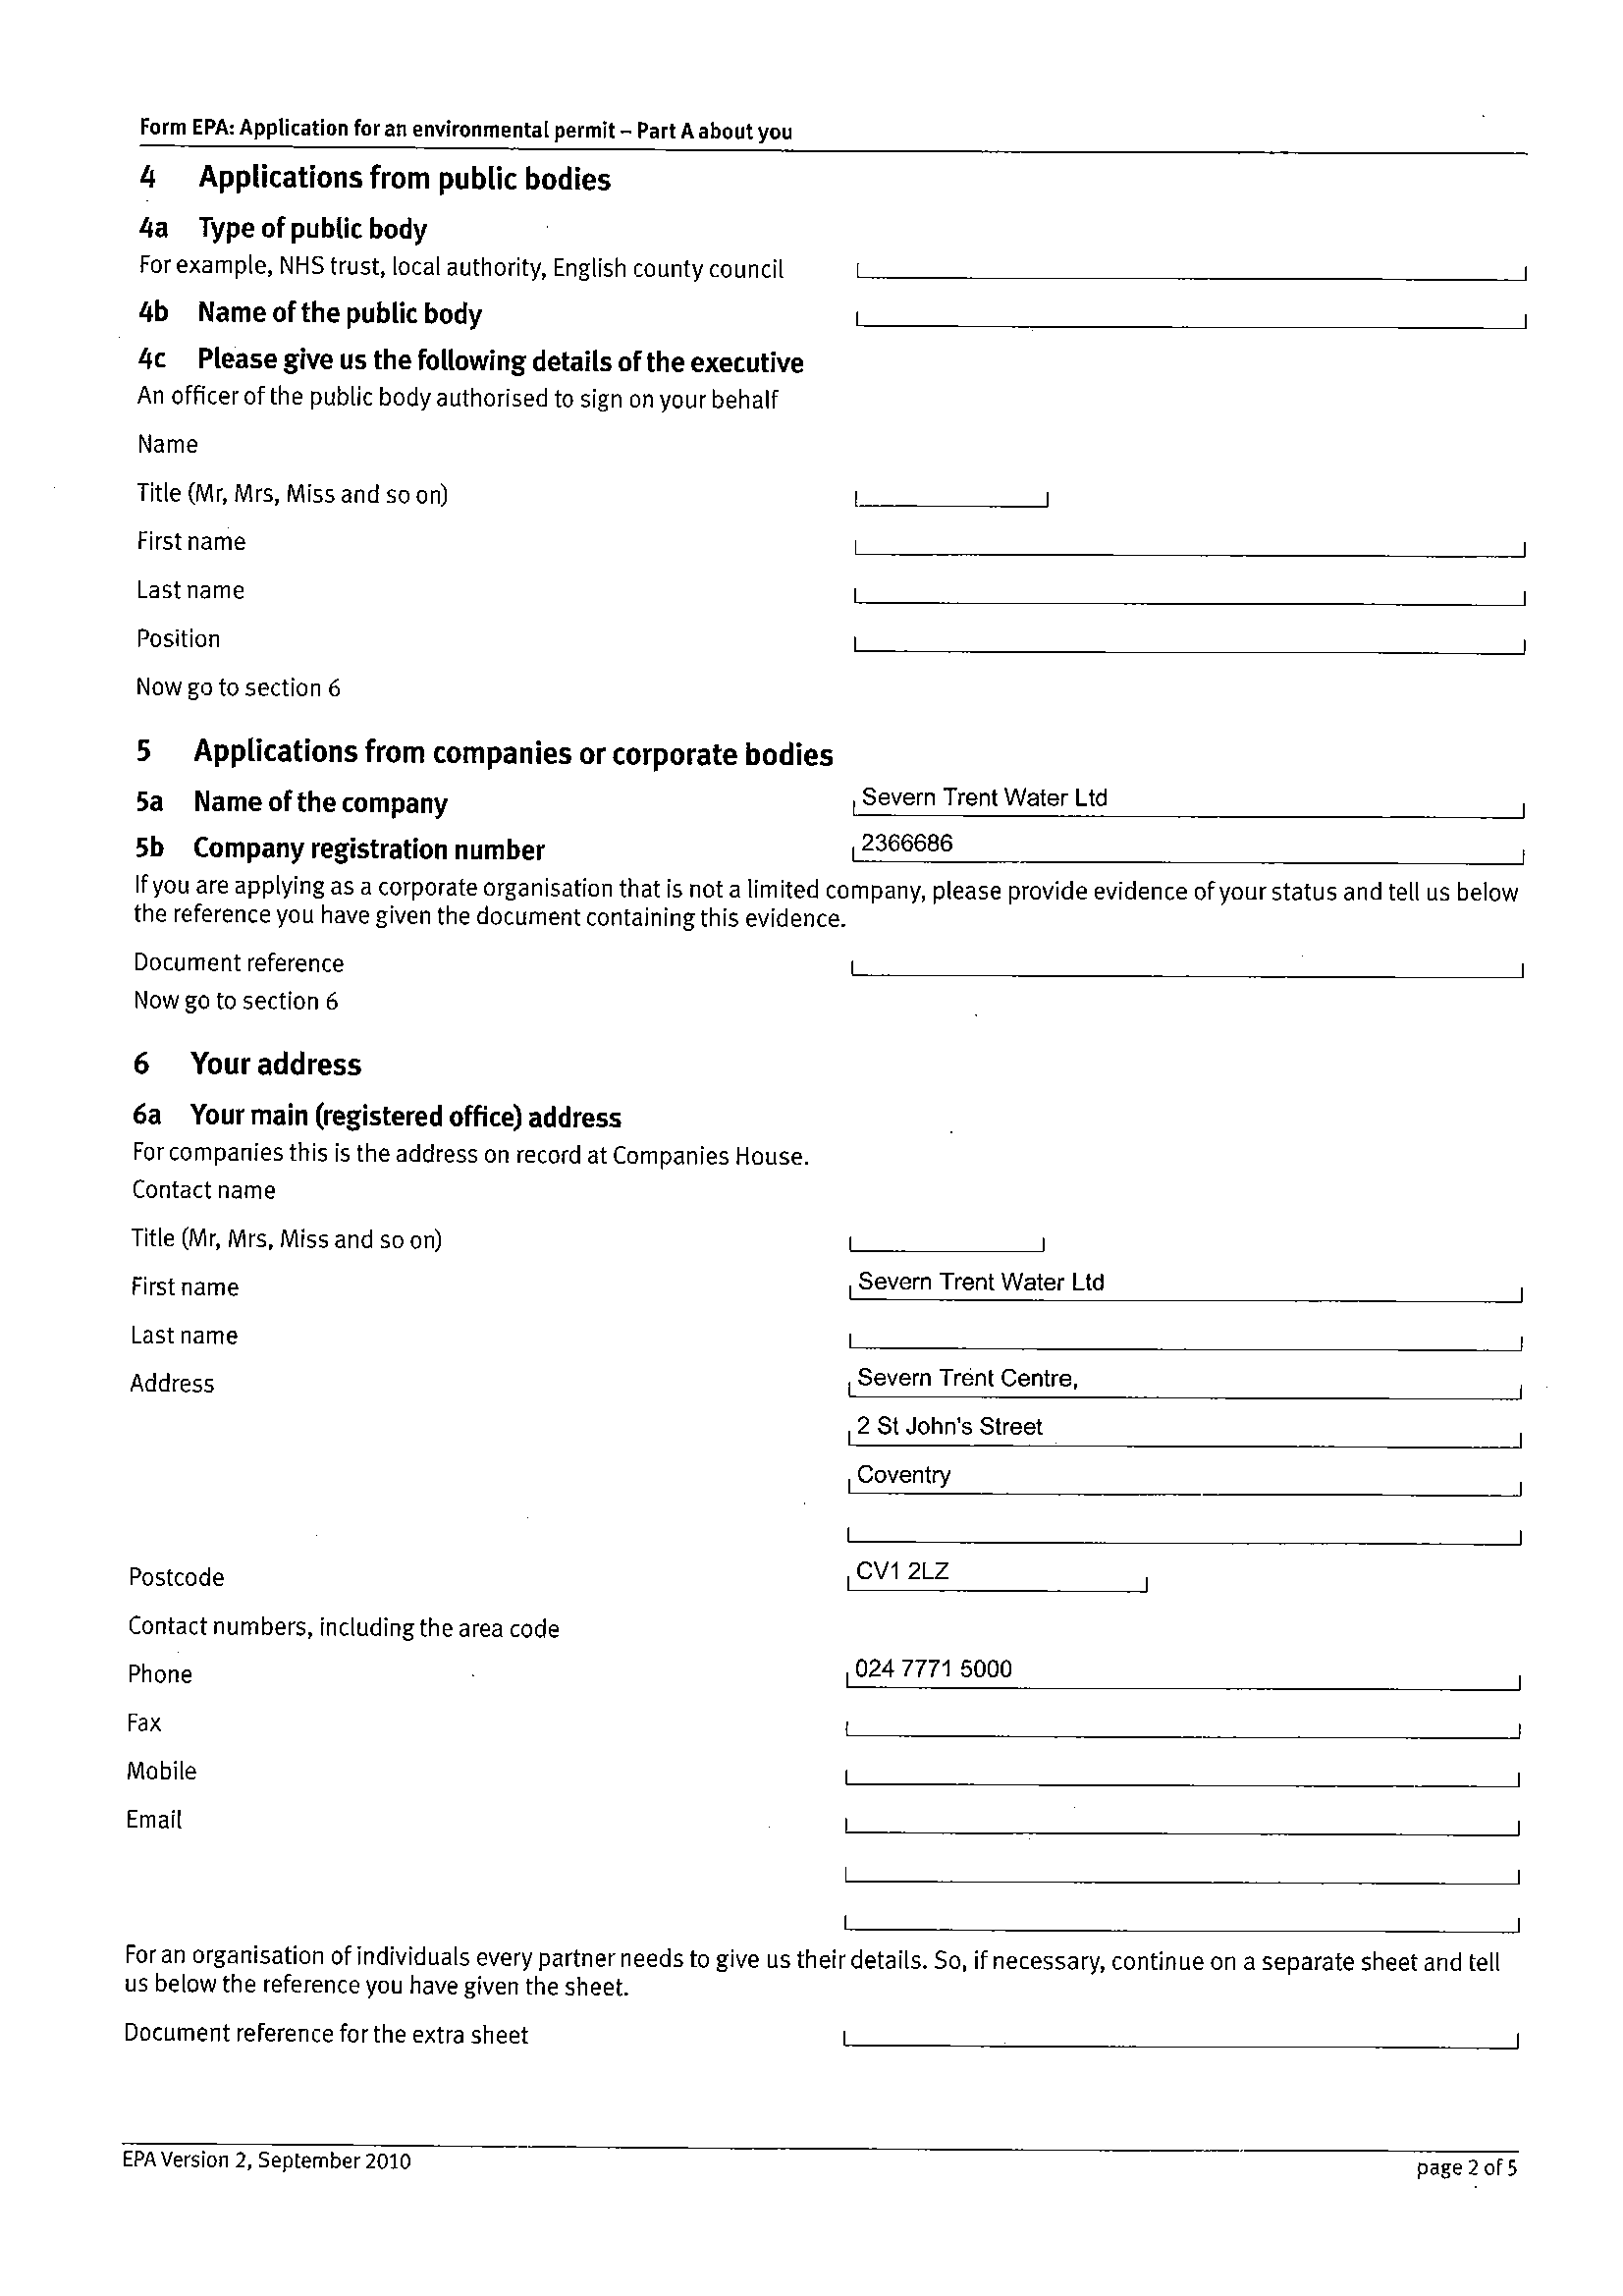 Form EPA: Application for an environmental permit – Part A about you
4 Applications from public bodies
4a Type of public body
For example, NHS trust, local authority, English county council
4b Name of the public body
4c Please give us the following details of the executive
An officer of the public body authorised to sign on your behalf
Name
Title (Mr, Mrs, Miss and so on)
First name
Last name
Position
Now go to section 6
5 Applications from companies or corporate bodies
5a Name of the company Severn Trent Water Ltd
5b Company registration number 2366686
If you are applying as a corporate organisation that is not a limited company, please provide evidence of your status and tell us below
the reference you have given the document containing this evidence.
Document reference
Now go to section 6
6 Your address
6a Your main (registered office) address
For companies this is the address on record at Companies House.
Contact name
Title (Mr, Mrs, Miss and so on)
First name Severn Trent Water Ltd
Last name
Address Severn Trent Centre,
2 St John's Street
Coventry
Postcode CV1 2LZ
Contact numbers, including the area code
Phone 024 7771 5000
Fax
Mobile
Email
For an organisation of individuals every partner needs to give us their details. So, if necessary, continue on a separate sheet and tell
us below the reference you have given the sheet.
Document reference for the extra sheet
EPA Version 2, September 2010 page 2 of 5